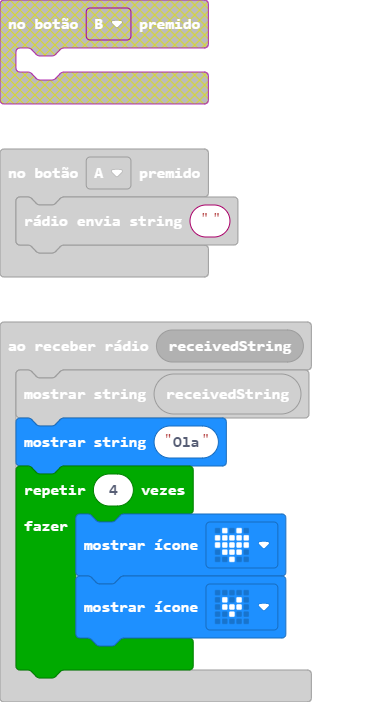 no botão B premido
no botão A premido
rádio envia string " "
ao receber rádio receivedString
mostrar string receivedString
mostrar string "Ola"
repetir 4 vezes
fazer
mostrar ícone
mostrar ícone